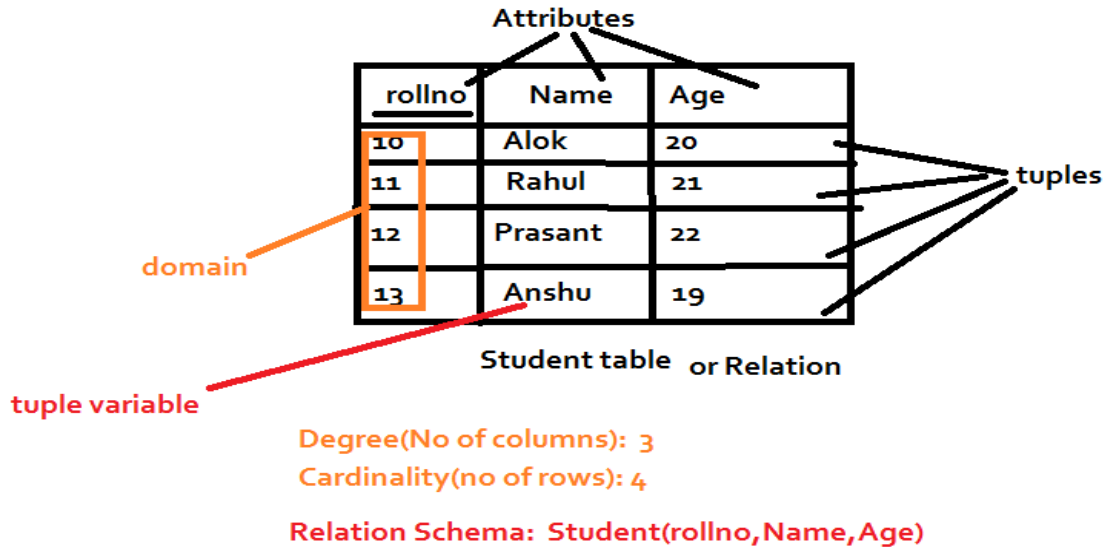 Attributes
rollno Name Age
10 Alok 20
11 Rahul 21
tuples
12 Prasant 22
domain
13 Anshu 19
Student table or Relation
tuple variable
Degree(No of columns): 3
Cardinality(no of rows): 4
Relation Schema: Student(rollno,Name,Age)